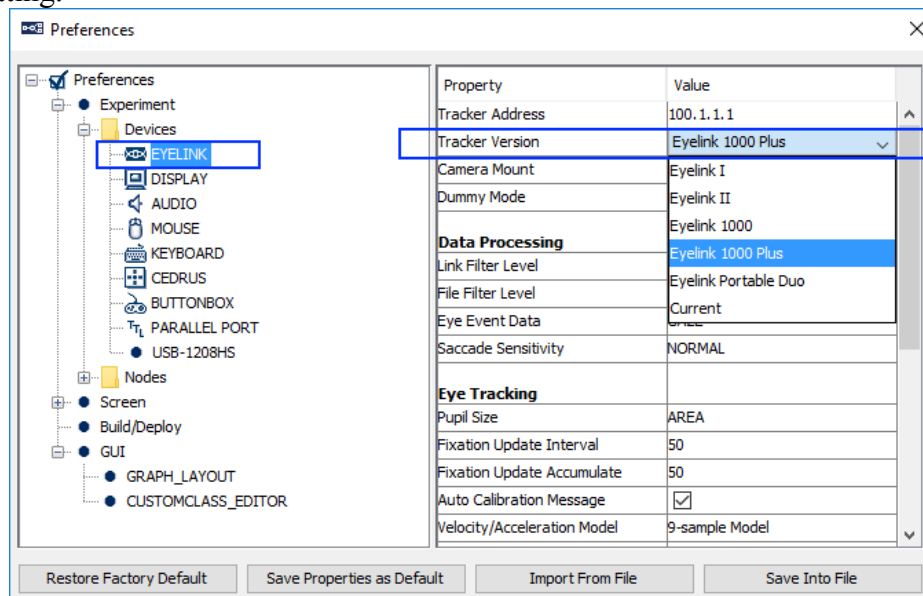 Preferences
Preferences
Experiment
Devices
EYELINK
DISPLAY
AUDIO
MOUSE
KEYBOARD
CEDRUS
BUTTONBOX
TTL PARALLEL PORT
USB-1208HS
Nodes
Screen
Build/Deploy
GUI
GRAPH_LAYOUT
CUSTOMCLASS_EDITOR
Property Value
Tracker Address 100.1.1.1
Tracker Version Eyelink 1000 Plus
Camera Mount
Dummy Mode
Eyelink I
Eyelink II
Eyelink 1000
Eyelink 1000 Plus
Eyelink Portable Duo
Current
Data Processing
Link Filter Level
File Filter Level
Eye Event Data
Saccade Sensitivity NORMAL
Eye Tracking
Pupil Size AREA
Fixation Update Interval 50
Fixation Update Accumulate 50
Auto Calibration Message
Velocity/Acceleration Model 9-sample Model
Restore Factory Default Save Properties as Default Import From File Save Into File